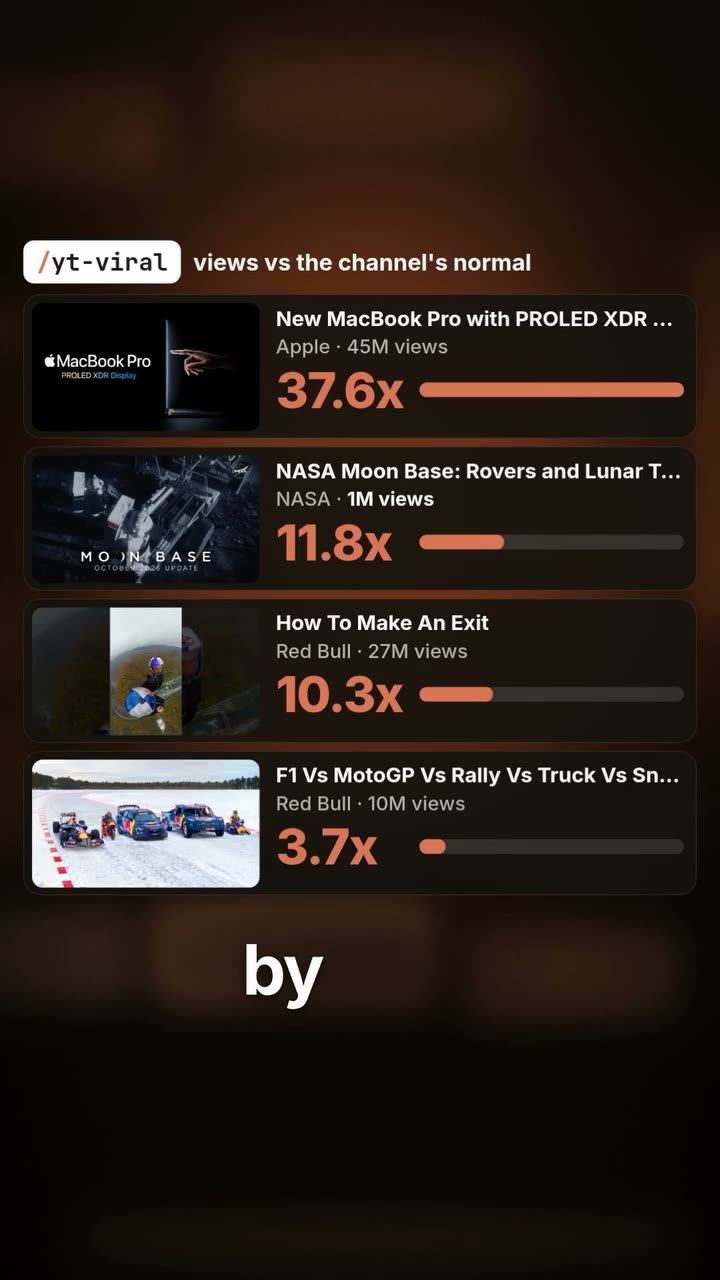 /yt-viral views vs the channel's normal
MacBook Pro
PROLED XDR Display
New MacBook Pro with PROLED XDR ...
Apple · 45M views
37.6x
MOON BASE
OCTOBER 2026 UPDATE
NASA Moon Base: Rovers and Lunar T...
NASA · 1M views
11.8x
How To Make An Exit
Red Bull · 27M views
10.3x
F1 Vs MotoGP Vs Rally Vs Truck Vs Sn...
Red Bull · 10M views
3.7x
by